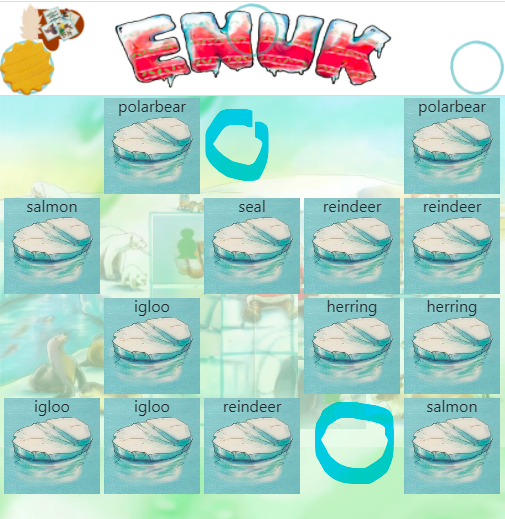 ENUK
polarbear polarbear
salmon seal reindeer reindeer
igloo herring herring
igloo igloo reindeer salmon